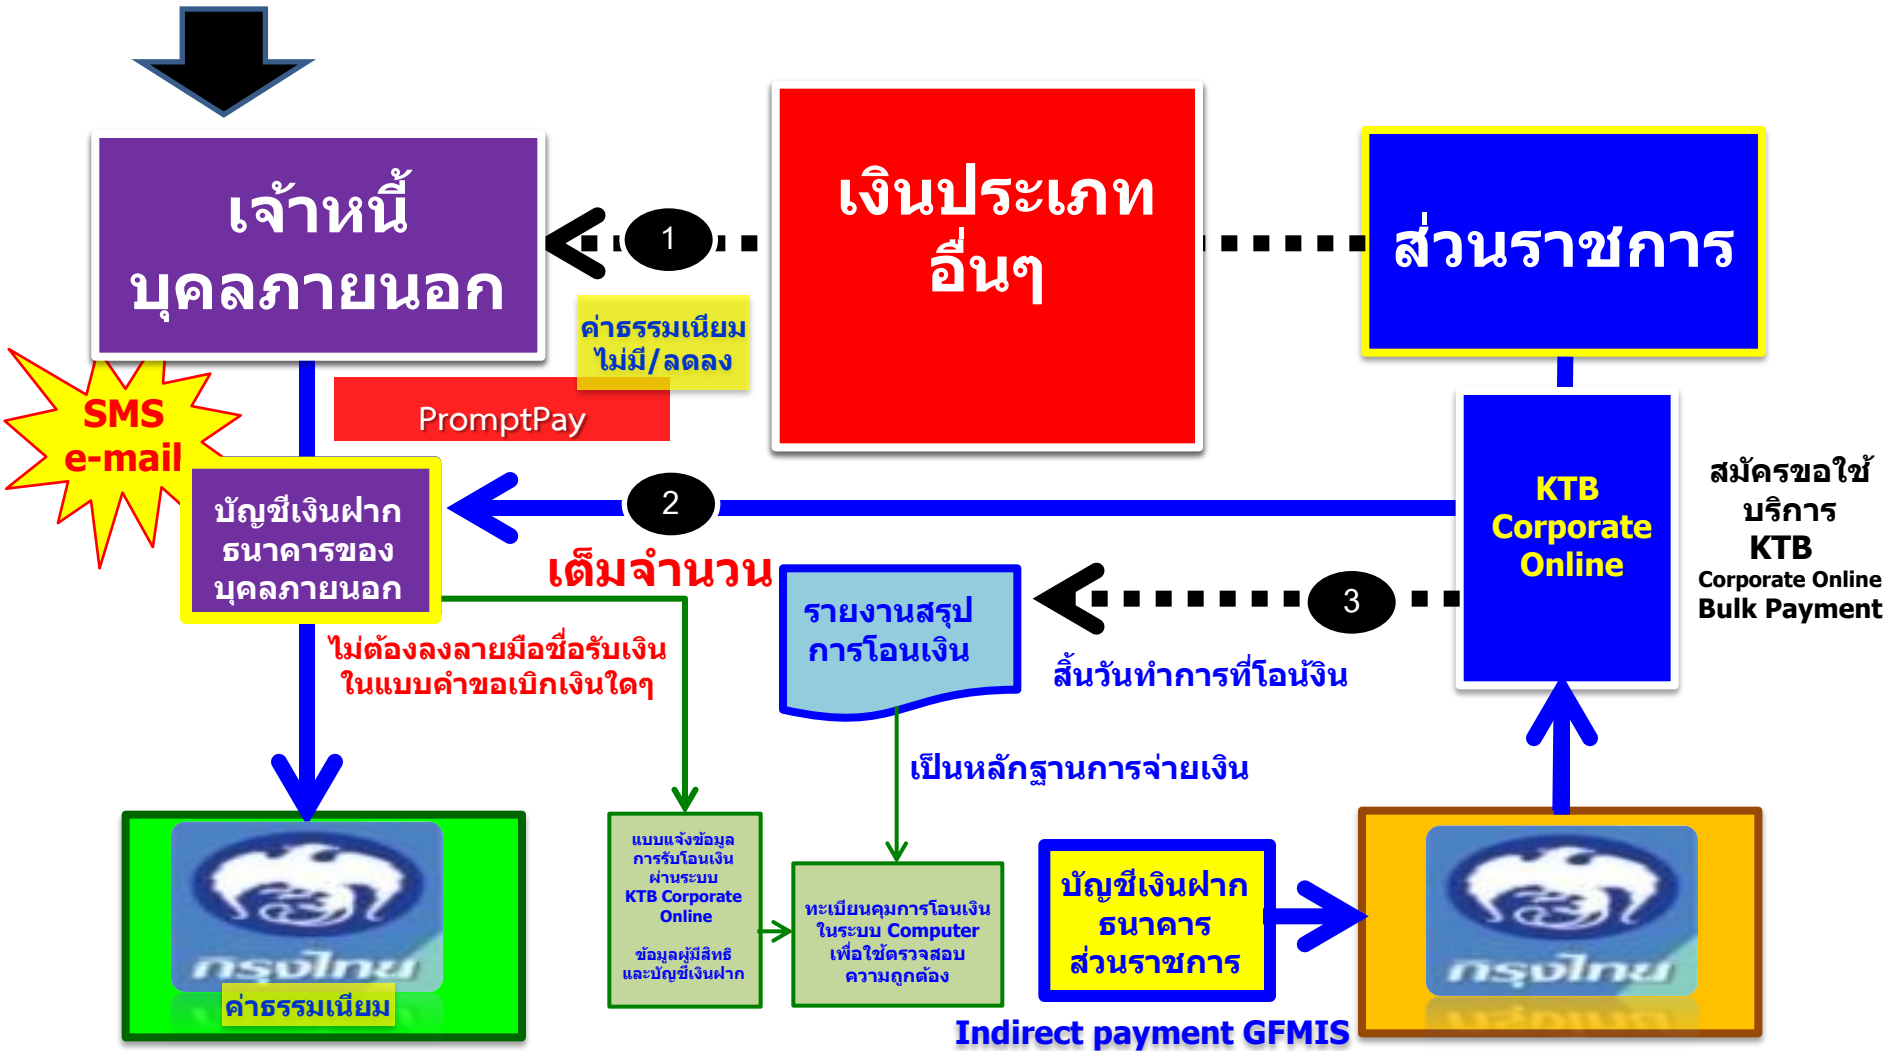 เจ้าหนี้
บุคลภายนอก
1
ค่าธรรมเนียม
ไม่มี/ลดลง
เงินประเภท
อื่นๆ
ส่วนราชการ
SMS
e-mail
PromptPay
บัญชีเงินฝาก
ธนาคารของ
บุคลภายนอก
2
เต็มจำนวน
KTB
Corporate
Online
สมัครขอใช้
บริการ
KTB
Corporate Online
Bulk Payment
ไม่ต้องลงลายมือชื่อรับเงิน
ในแบบคำขอเบิกเงินใดๆ
รายงานสรุป
การโอนเงิน
3
สิ้นวันทำการที่โอน้งิน
เป็นหลักฐานการจ่ายเงิน
กรุงไทย
ค่าธรรมเนียม
แบบแจ้งข้อมูล
การรับโอนเงิน
ผ่านระบบ
KTB Corporate
Online
ข้อมูลผู้มีสิทธิ
และบัญชีเงินฝาก
ทะเบียนคุมการโอนเงิน
ในระบบ Computer
เพื่อใช้ตรวจสอบ
ความถูกต้อง
บัญชีเงินฝาก
ธนาคาร
ส่วนราชการ
กรุงไทย
Indirect payment GFMIS